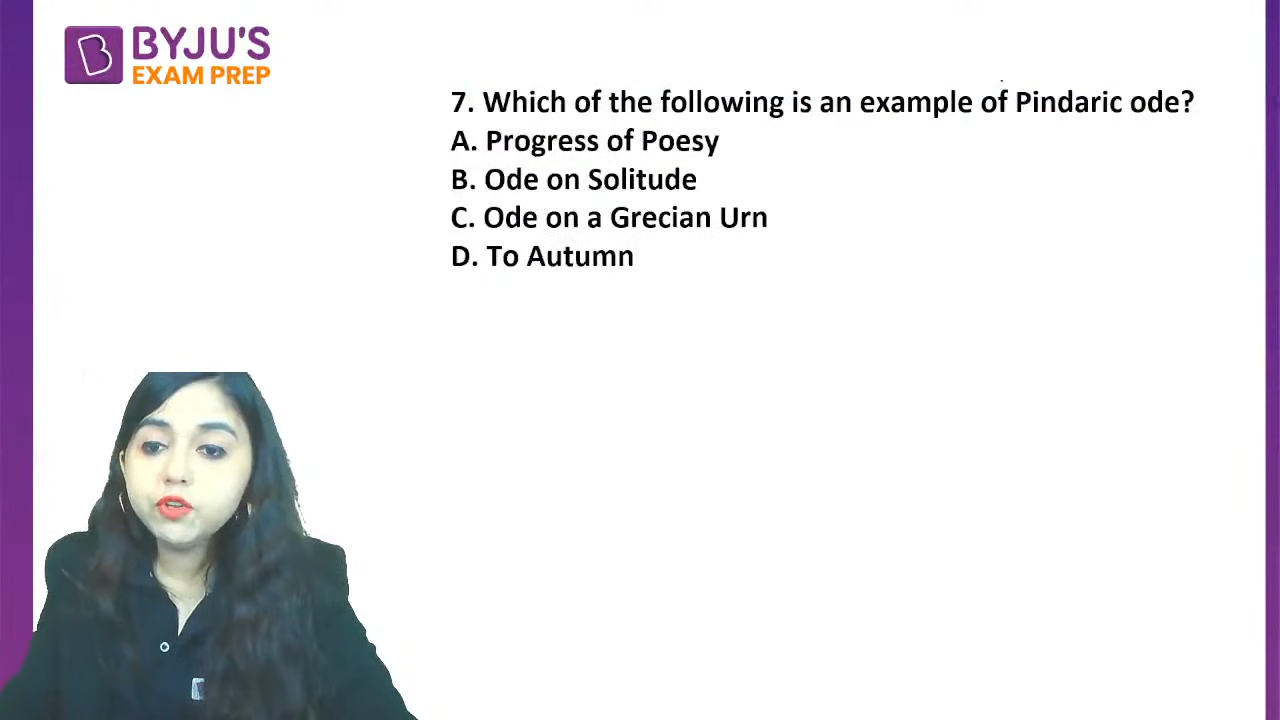 BYJU'S
EXAM PREP
7. Which of the following is an example of Pindaric ode?
A. Progress of Poesy
B. Ode on Solitude
C. Ode on a Grecian Urn
D. To Autumn